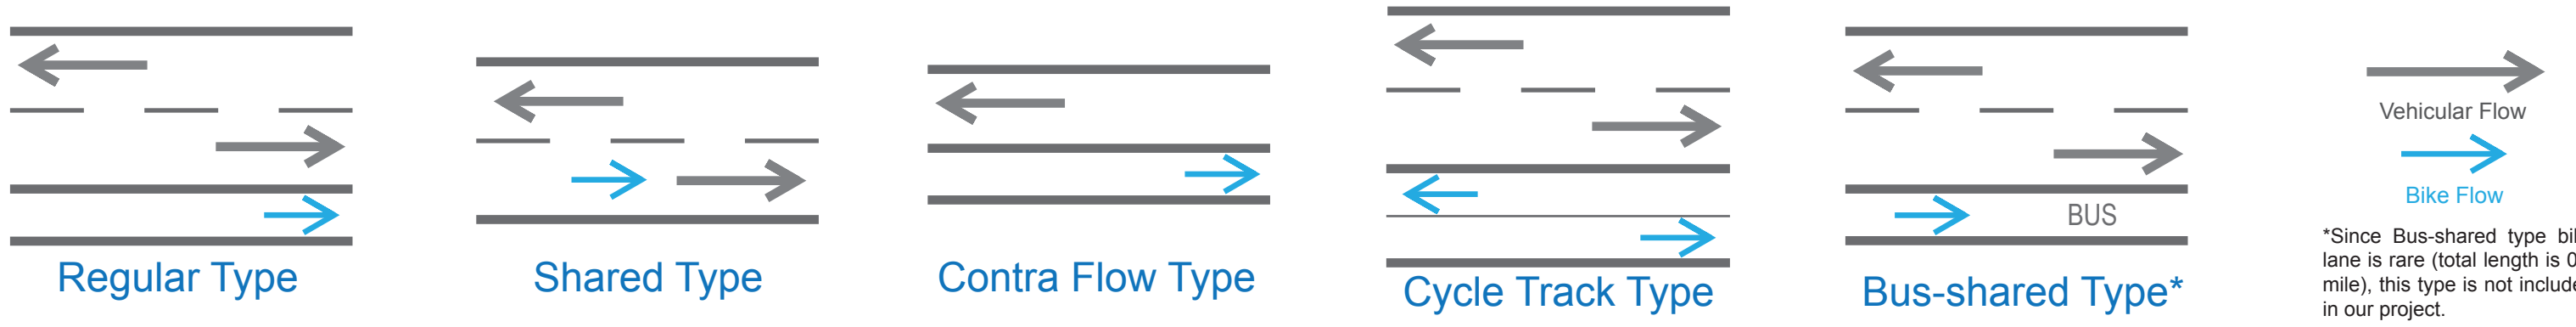 BUS
Regular Type
Shared Type
Contra Flow Type
Cycle Track Type
Bus-shared Type*
Vehicular Flow
Bike Flow
*Since Bus-shared type
lane is rare (total length is
mile), this type is not
in our project.